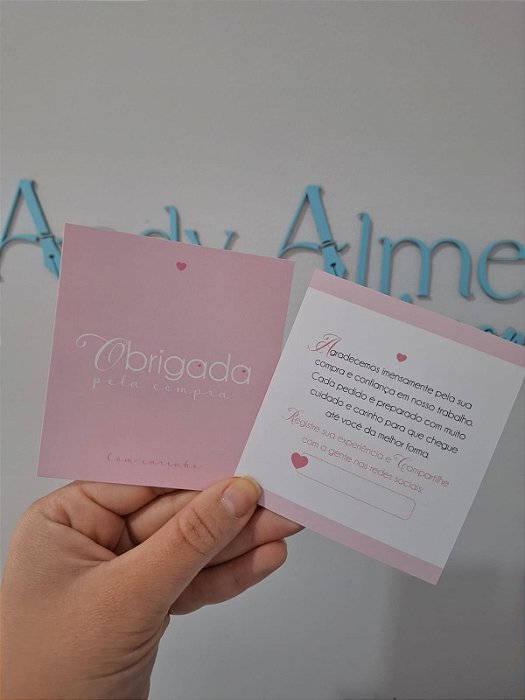 Andy Alme
Obrigada
pela compra
Com carinho
Agradecemos imensamente pela sua
compra e confiança em nosso trabalho.
Cada pedido é preparado com muito
cuidado e carinho para que chegue
até você da melhor forma.
Registre sua experiência e Compartilhe
com a gente nas redes sociais